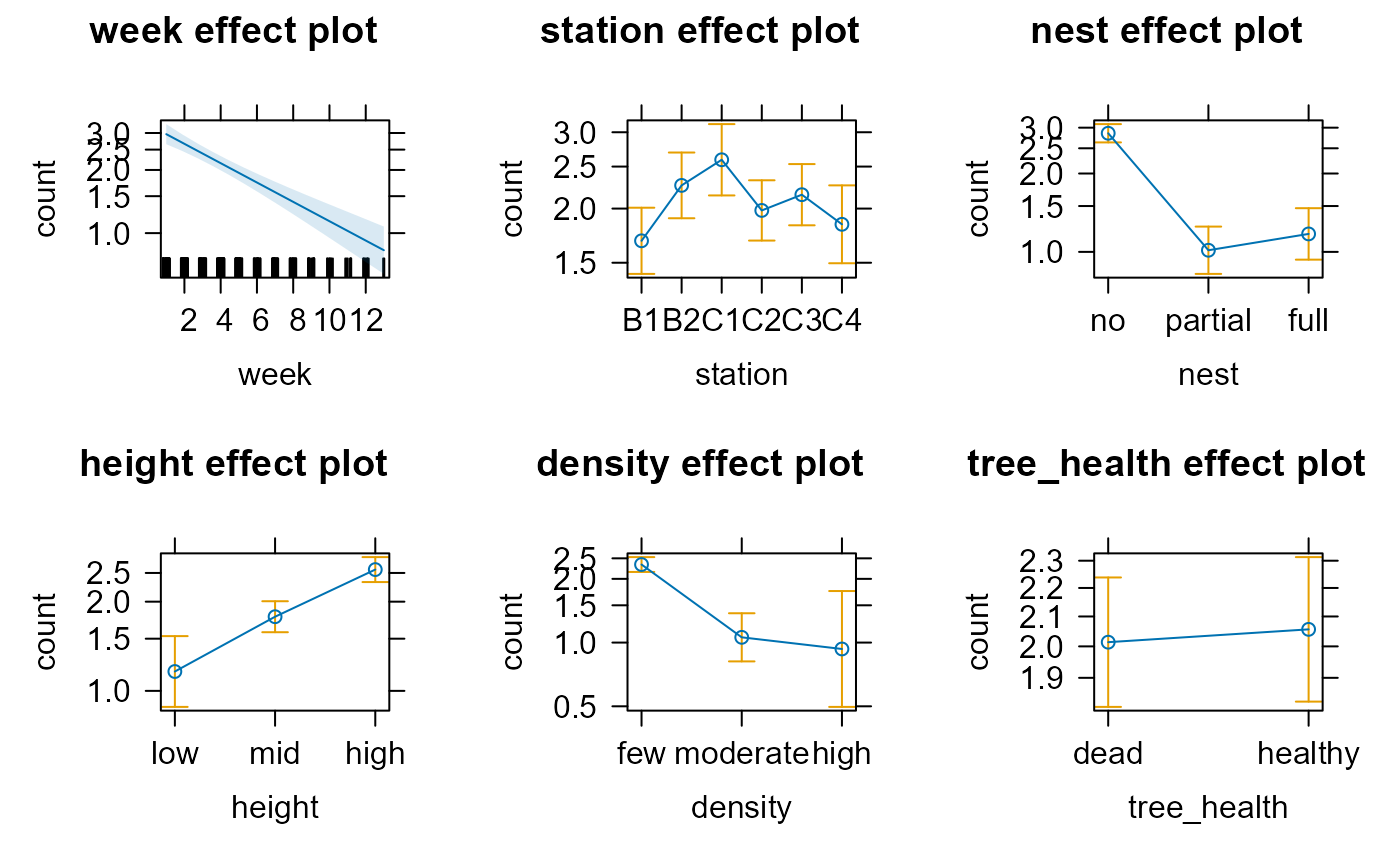 week effect plot
count
3.0
2.5
2.0
1.5
1.0
2 4 6 8 10 12
week
station effect plot
count
3.0
2.5
2.0
1.5
B1 B2 C1 C2 C3 C4
station
nest effect plot
count
3.0
2.5
2.0
1.5
1.0
no partial full
nest
height effect plot
count
2.5
2.0
1.5
1.0
low mid high
height
density effect plot
count
2.5
2.0
1.5
1.0
0.5
few moderate high
density
tree_health effect plot
count
2.3
2.2
2.1
2.0
1.9
dead healthy
tree_health